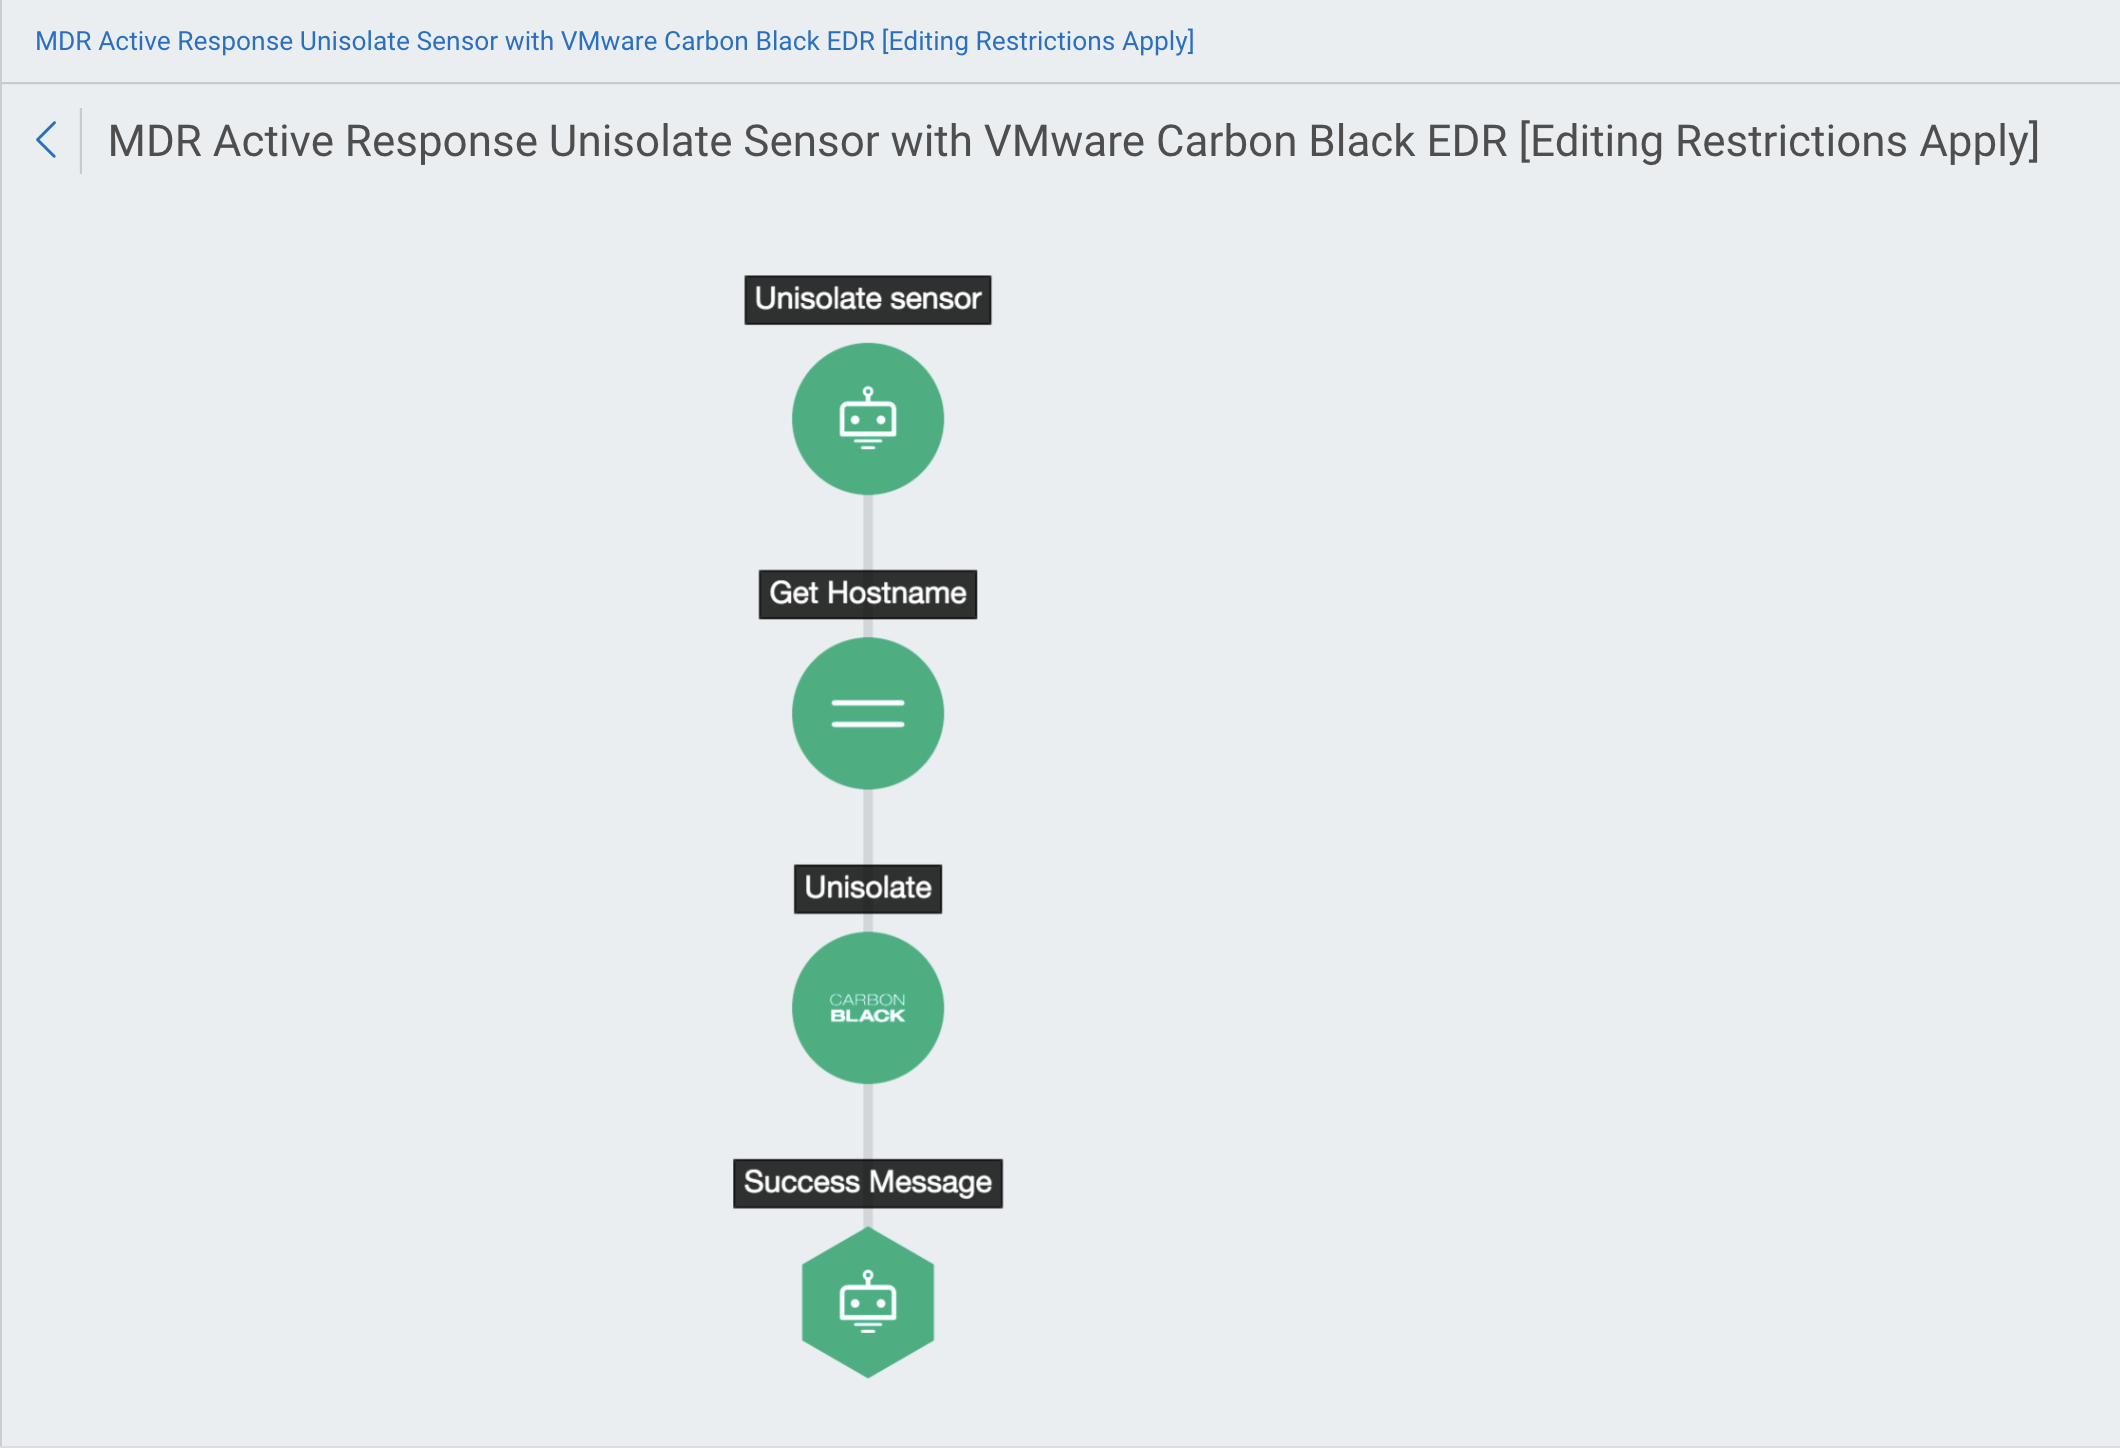 MDR Active Response Unisolate Sensor with VMware Carbon Black EDR [Editing Restrictions Apply]
MDR Active Response Unisolate Sensor with VMware Carbon Black EDR [Editing Restrictions Apply]
Unisolate sensor
Get Hostname
Unisolate
CARBON
BLACK
Success Message